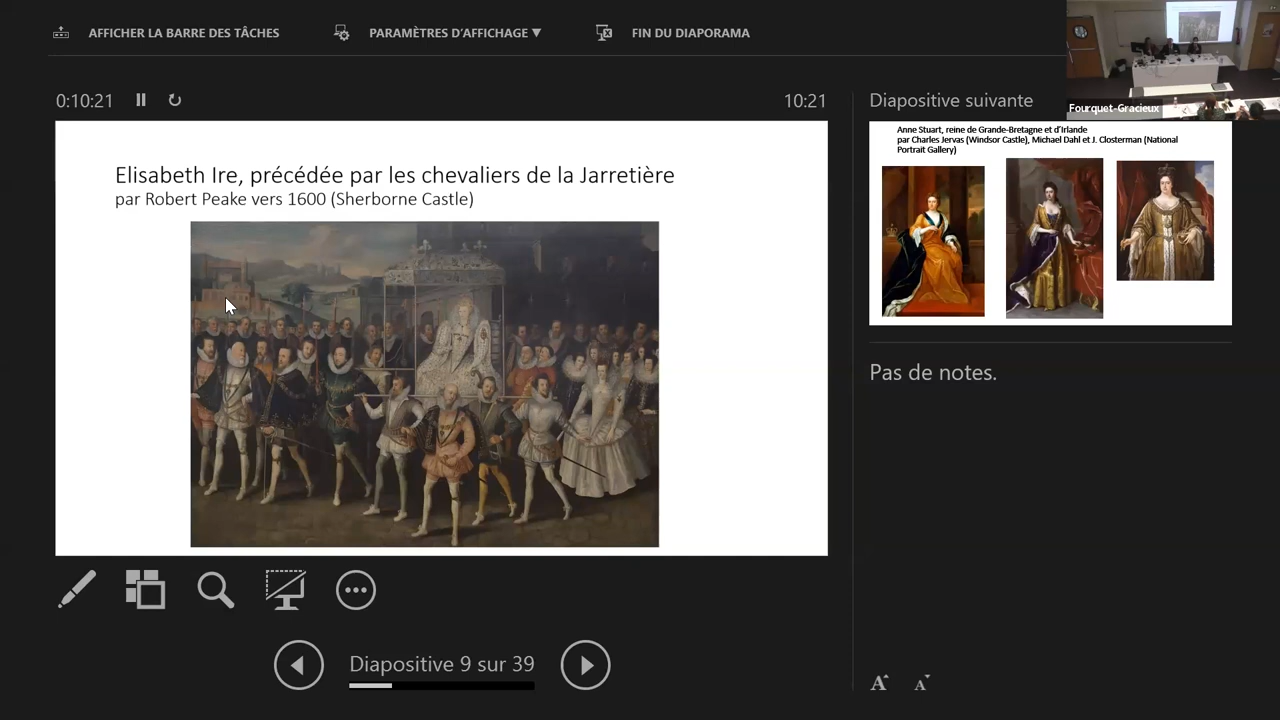 AFFICHER LA BARRE DES TÂCHES
PARAMÈTRES D'AFFICHAGE ▼
FIN DU DIAPORAMA
0:10:21
10:21
Elisabeth Ire, précédée par les chevaliers de la Jarretière
par Robert Peake vers 1600 (Sherborne Castle)
Diapositive suivante
Fourquet-Gracieux
Anne Stuart, reine de Grande-Bretagne et d'Irlande
par Charles Jervas (Windsor Castle), Michael Dahl et J. Closterman (National
Portrait Gallery)
Pas de notes.
Diapositive 9 sur 39
A A